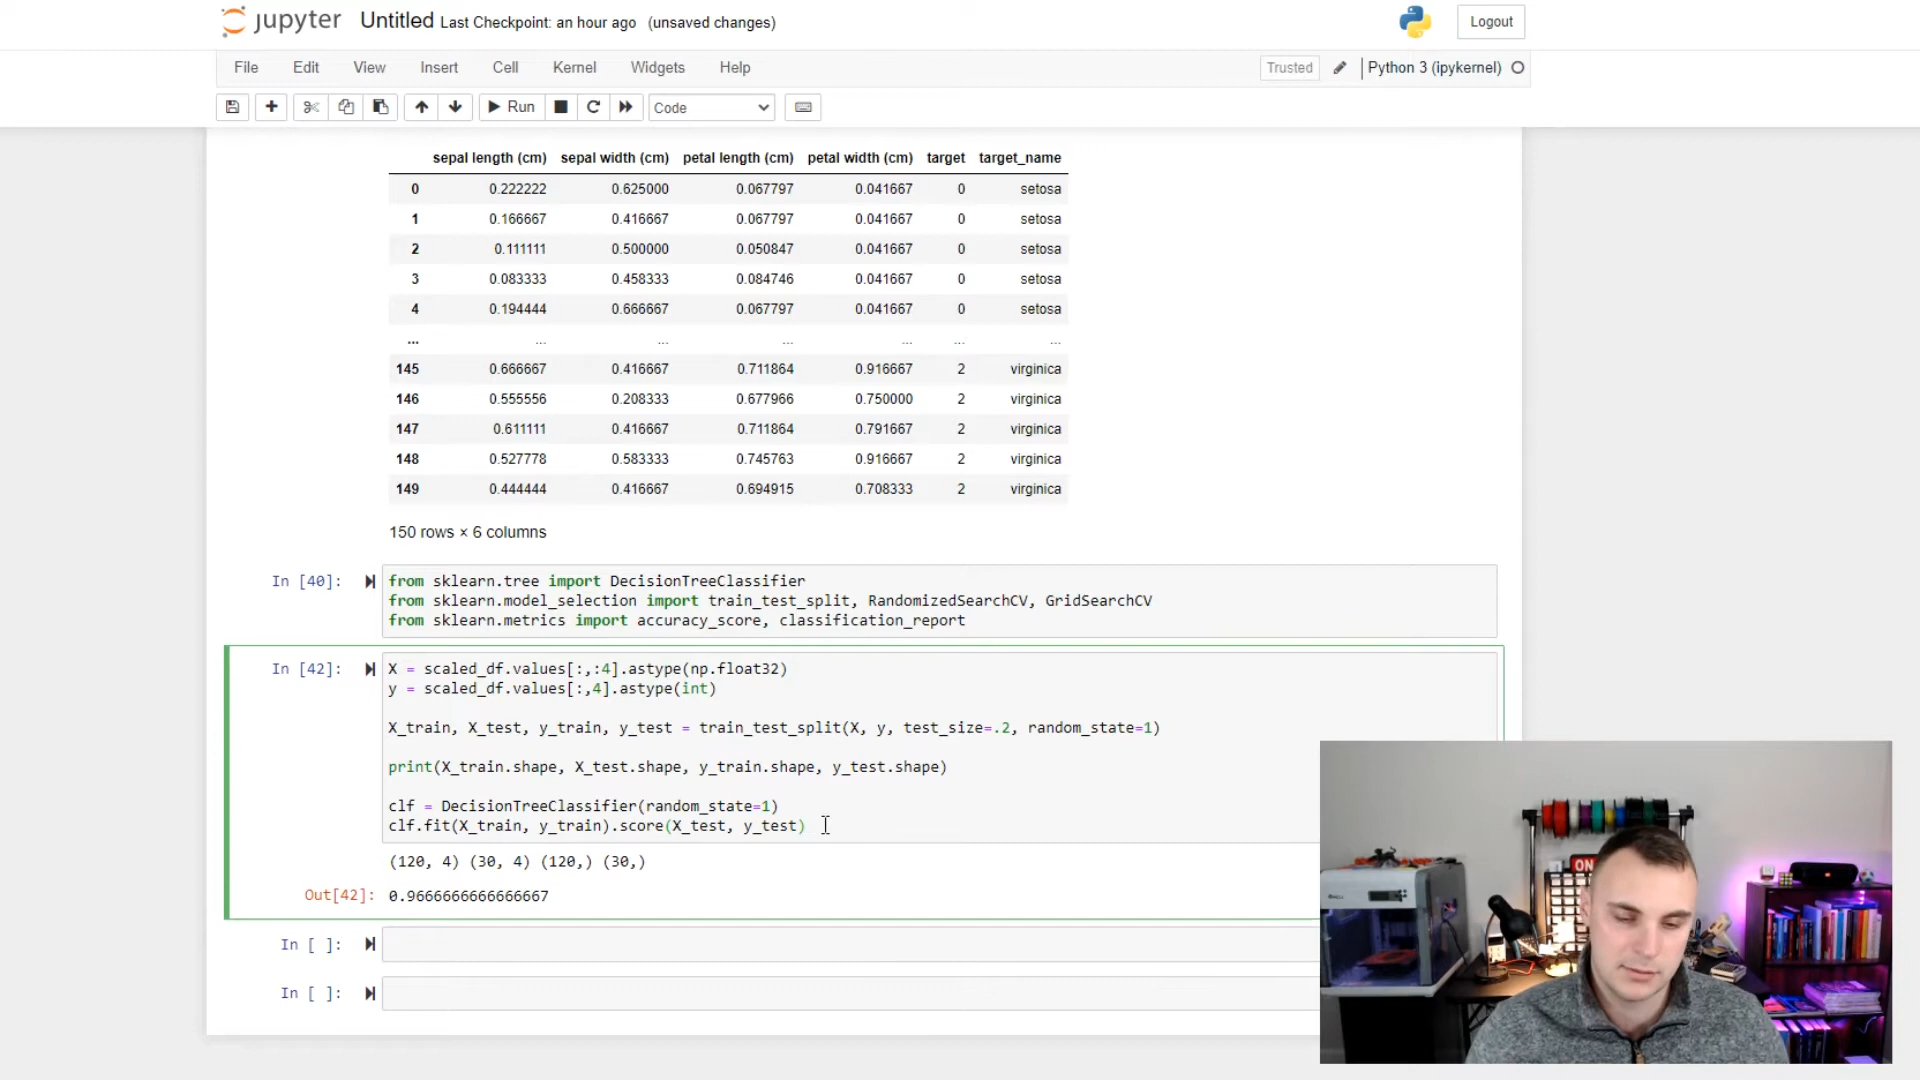 jupyter Untitled Last Checkpoint: an hour ago (unsaved changes) Logout
File Edit View Insert Cell Kernel Widgets Help Trusted Python 3 (ipykernel)
Run Code
sepal length (cm) sepal width (cm) petal length (cm) petal width (cm) target target_name
0 0.222222 0.625000 0.067797 0.041667 0 setosa
1 0.166667 0.416667 0.067797 0.041667 0 setosa
2 0.111111 0.500000 0.050847 0.041667 0 setosa
3 0.083333 0.458333 0.084746 0.041667 0 setosa
4 0.194444 0.666667 0.067797 0.041667 0 setosa
... ... ... ... ... ... ...
145 0.666667 0.416667 0.711864 0.916667 2 virginica
146 0.555556 0.208333 0.677966 0.750000 2 virginica
147 0.611111 0.416667 0.711864 0.791667 2 virginica
148 0.527778 0.583333 0.745763 0.916667 2 virginica
149 0.444444 0.416667 0.694915 0.708333 2 virginica
150 rows × 6 columns
In [40]: from sklearn.tree import DecisionTreeClassifier
from sklearn.model_selection import train_test_split, RandomizedSearchCV, GridSearchCV
from sklearn.metrics import accuracy_score, classification_report
In [42]: X = scaled_df.values[:,:4].astype(np.float32)
y = scaled_df.values[:,4].astype(int)
X_train, X_test, y_train, y_test = train_test_split(X, y, test_size=.2, random_state=1)
print(X_train.shape, X_test.shape, y_train.shape, y_test.shape)
clf = DecisionTreeClassifier(random_state=1)
clf.fit(X_train, y_train).score(X_test, y_test)
(120, 4) (30, 4) (120,) (30,)
Out[42]: 0.9666666666666667
In [ ]:
In [ ]:
ON